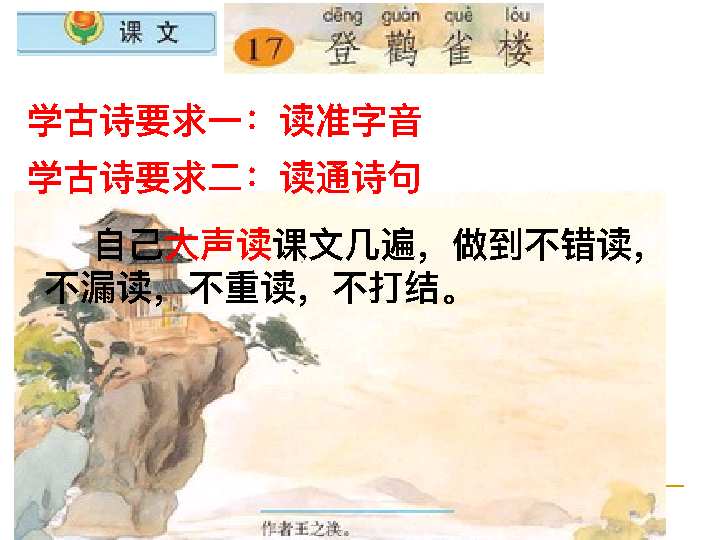 课 文
dēng guàn què lóu
17 登 鹳 雀 楼
学古诗要求一：读准字音
学古诗要求二：读通诗句
自己大声读课文几遍，做到不错读，
不漏读，不重读，不打结。
作者王之涣。